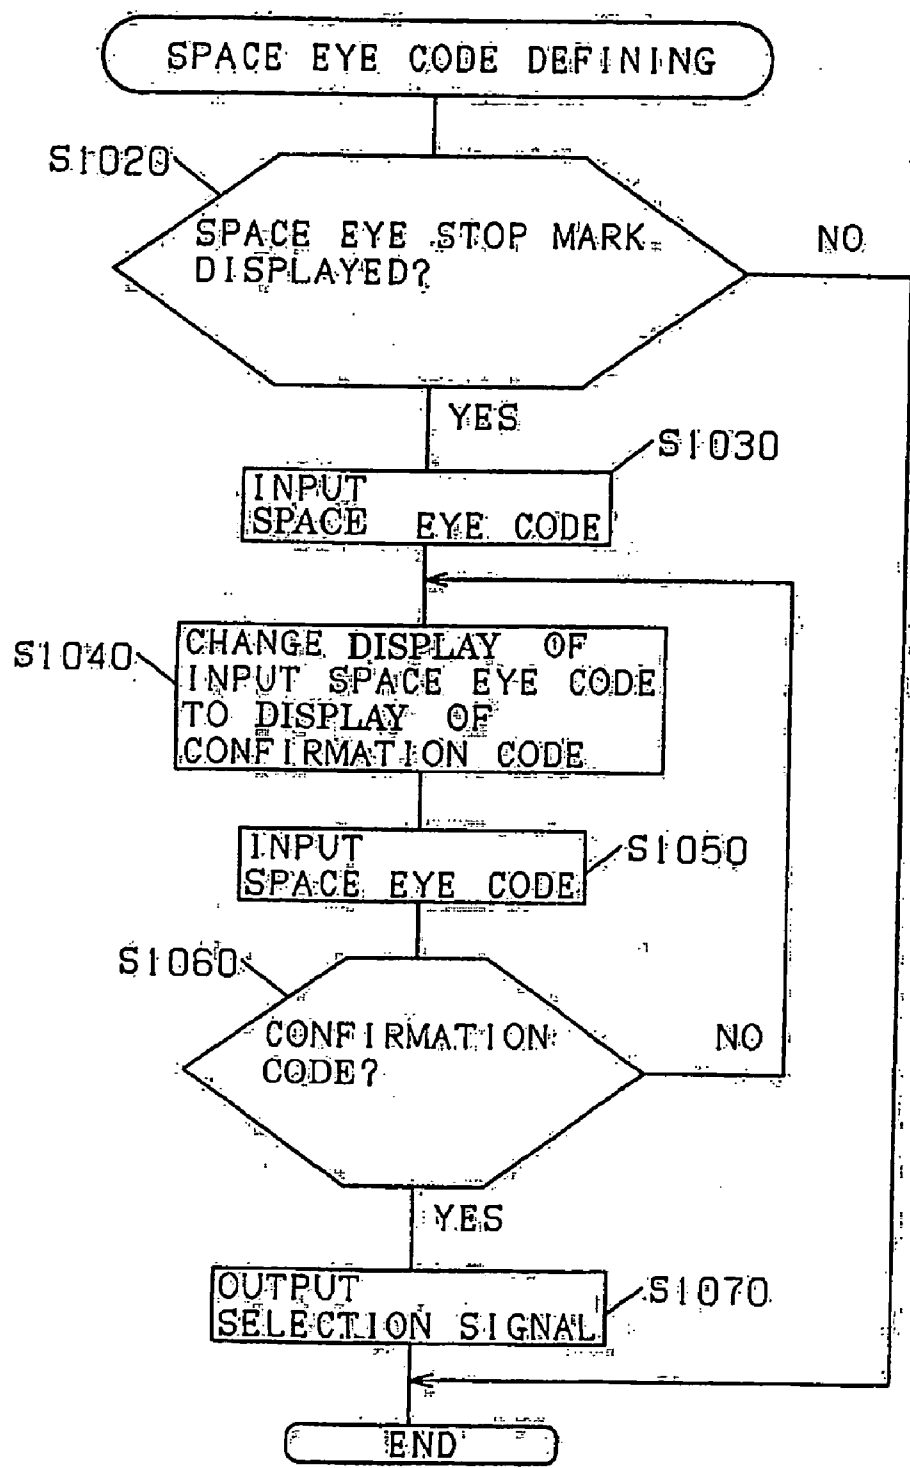 SPACE EYE CODE DEFINING
S1020
SPACE EYE STOP MARK
DISPLAYED?
NO
YES
S1030
INPUT
SPACE EYE CODE
S1040
CHANGE DISPLAY OF
INPUT SPACE EYE CODE
TO DISPLAY OF
CONFIRMATION CODE
INPUT
SPACE EYE CODE
S1050
S1060
CONFIRMATION
CODE?
NO
YES
OUTPUT
SELECTION SIGNAL
S1070
END